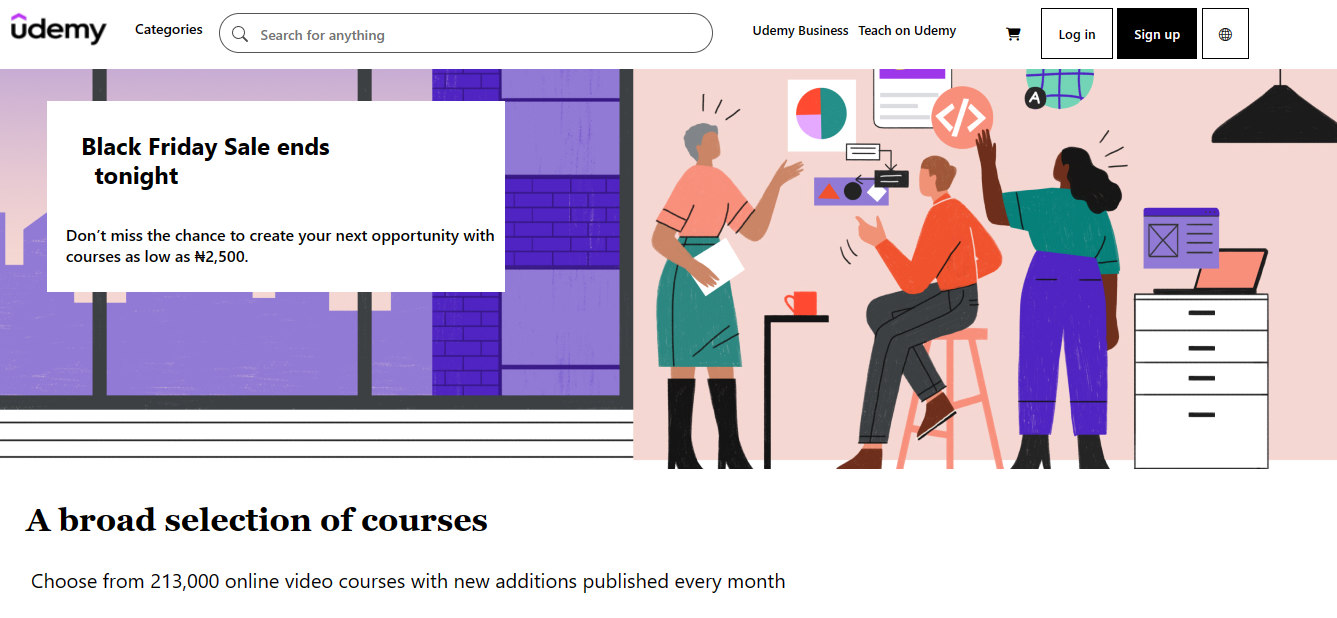 ûdemy
Categories
Search for anything
Udemy Business
Teach on Udemy
Log in
Sign up
Black Friday Sale ends
tonight
Don’t miss the chance to create your next opportunity with
courses as low as ₦2,500.
</>
A
A broad selection of courses
Choose from 213,000 online video courses with new additions published every month